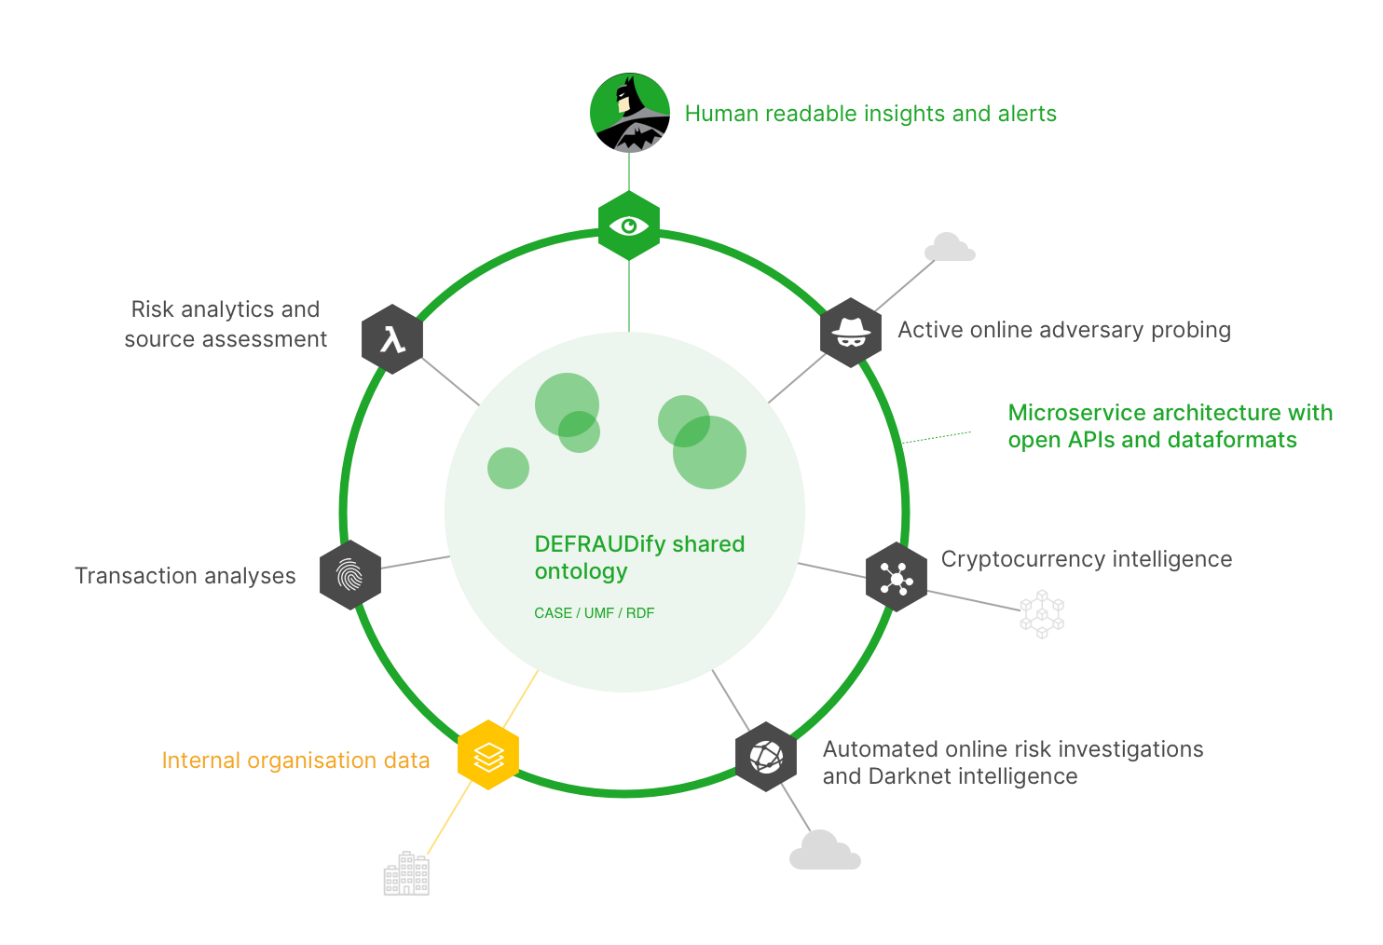 Human readable insights and alerts
Risk analytics and
source assessment
Active online adversary probing
Microservice architecture with
open APIs and dataformats
DEFRAUDify shared
ontology
CASE / UMF / RDF
Cryptocurrency intelligence
Transaction analyses
Internal organisation data
Automated online risk investigations
and Darknet intelligence